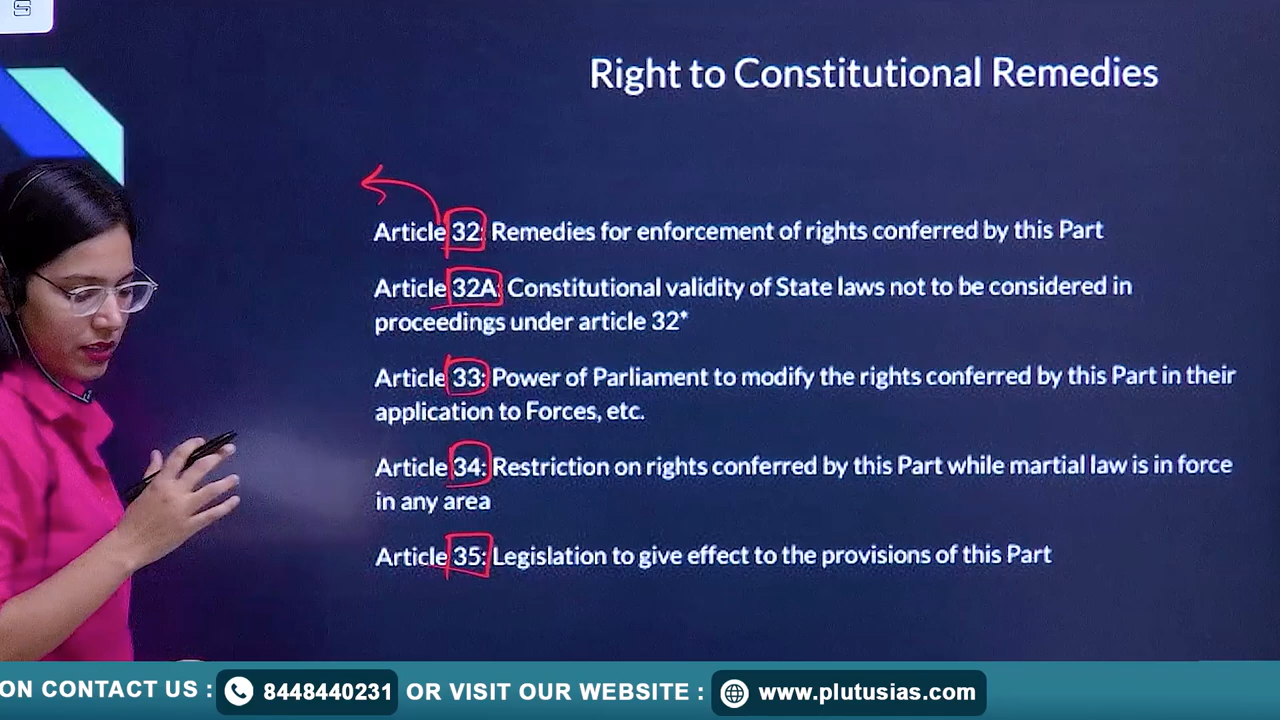 Right to Constitutional Remedies
Article 32: Remedies for enforcement of rights conferred by this Part
Article 32A: Constitutional validity of State laws not to be considered in
proceedings under article 32*
Article 33: Power of Parliament to modify the rights conferred by this Part in their
application to Forces, etc.
Article 34: Restriction on rights conferred by this Part while martial law is in force
in any area
Article 35: Legislation to give effect to the provisions of this Part
ON CONTACT US : 8448440231 OR VISIT OUR WEBSITE : www.plutusias.com